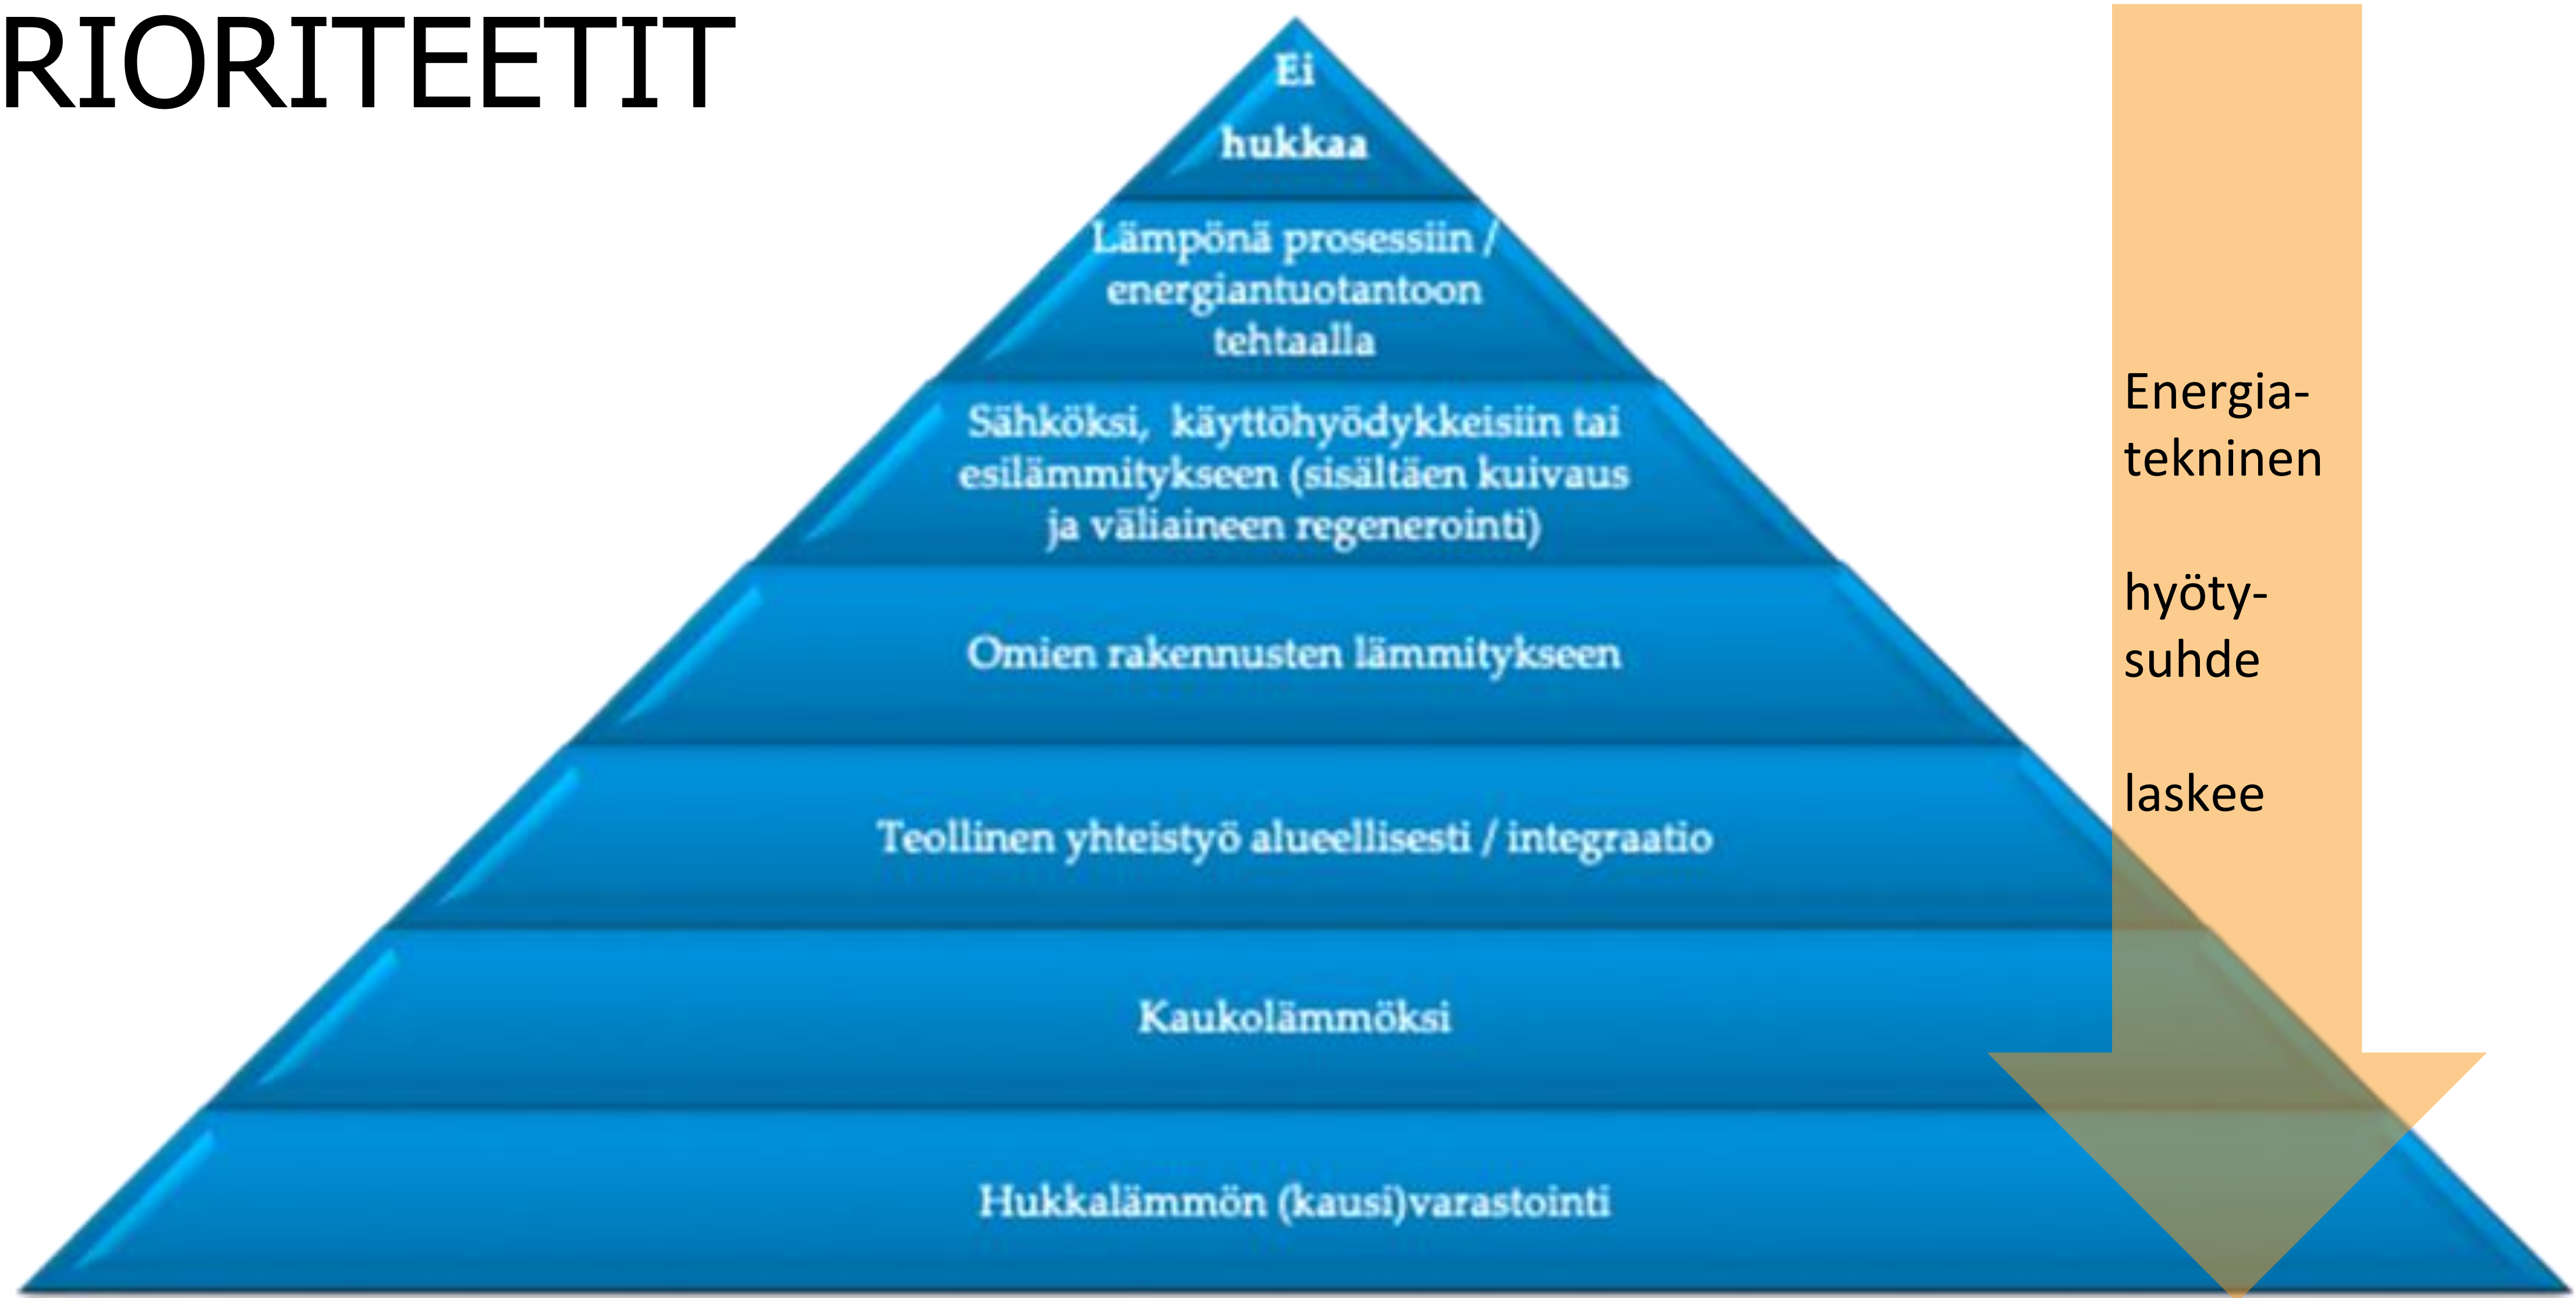 RIORITEETIT
Ei
hukkaa
Lämpönä prosessiin /
energiantuotantoon
tehtaalla
Sähköksi, käyttöhyödykkeisiin tai
esilämmitykseen (sisältäen kuivaus
ja väliaineen regenerointi)
Omien rakennusten lämmitykseen
Teollinen yhteistyö alueellisesti / integraatio
Kaukolämmöksi
Hukkalämmön (kausi)varastointi
Energia-
tekninen
hyöty-
suhde
laskee